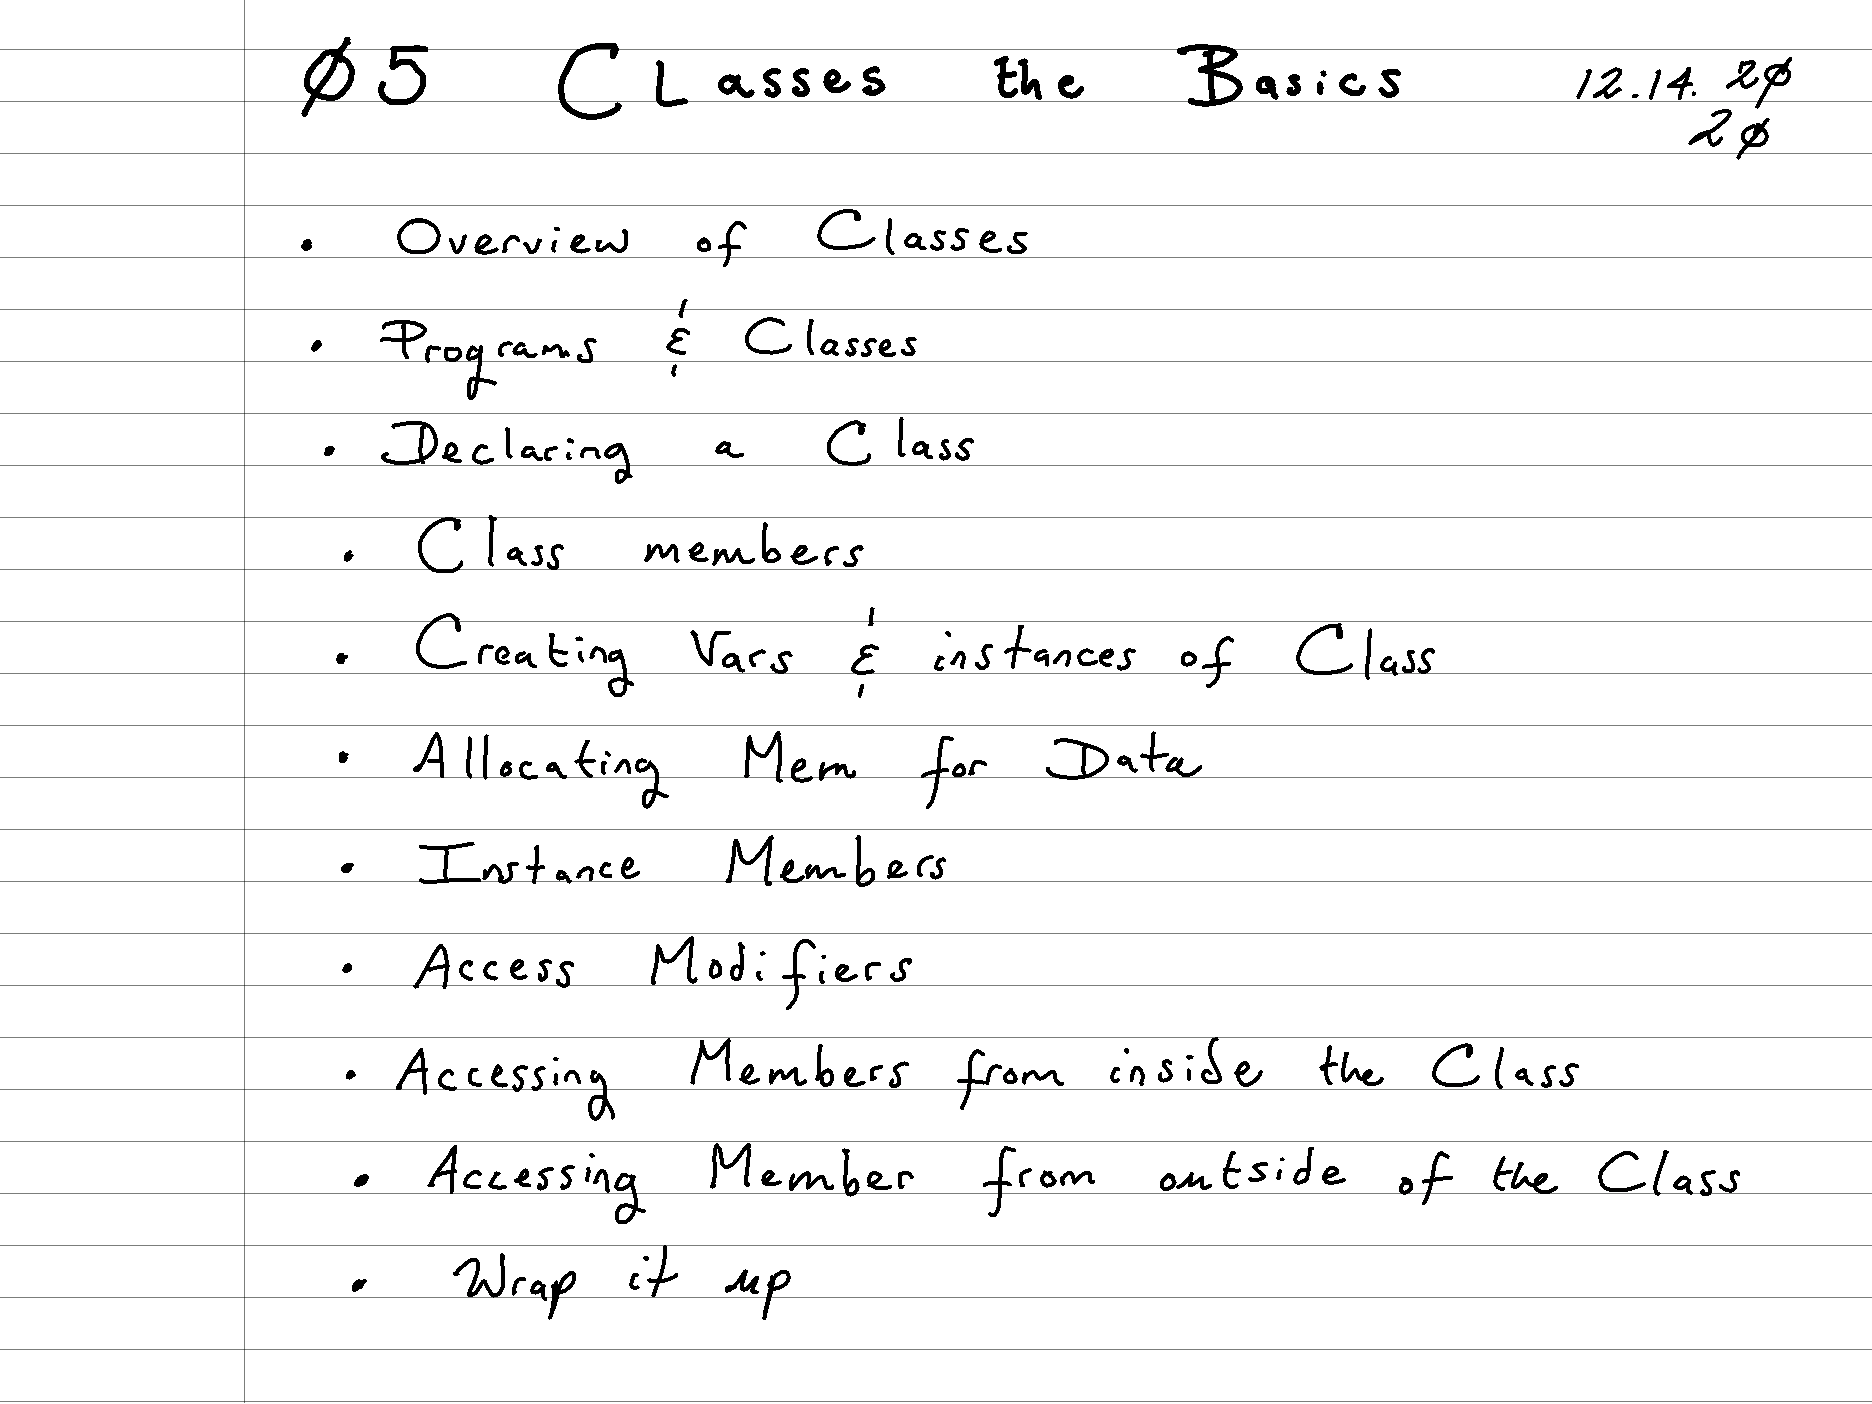 Ø5 CLasses the Basics 12.14.2Ø
2Ø
• Overview of Classes
• Programs & Classes
• Declaring a Class
• Class members
• Creating Vars & instances of Class
• Allocating Mem for Data
• Instance Members
• Access Modifiers
• Accessing Members from inside the Class
• Accessing Member from outside of the Class
• Wrap it up